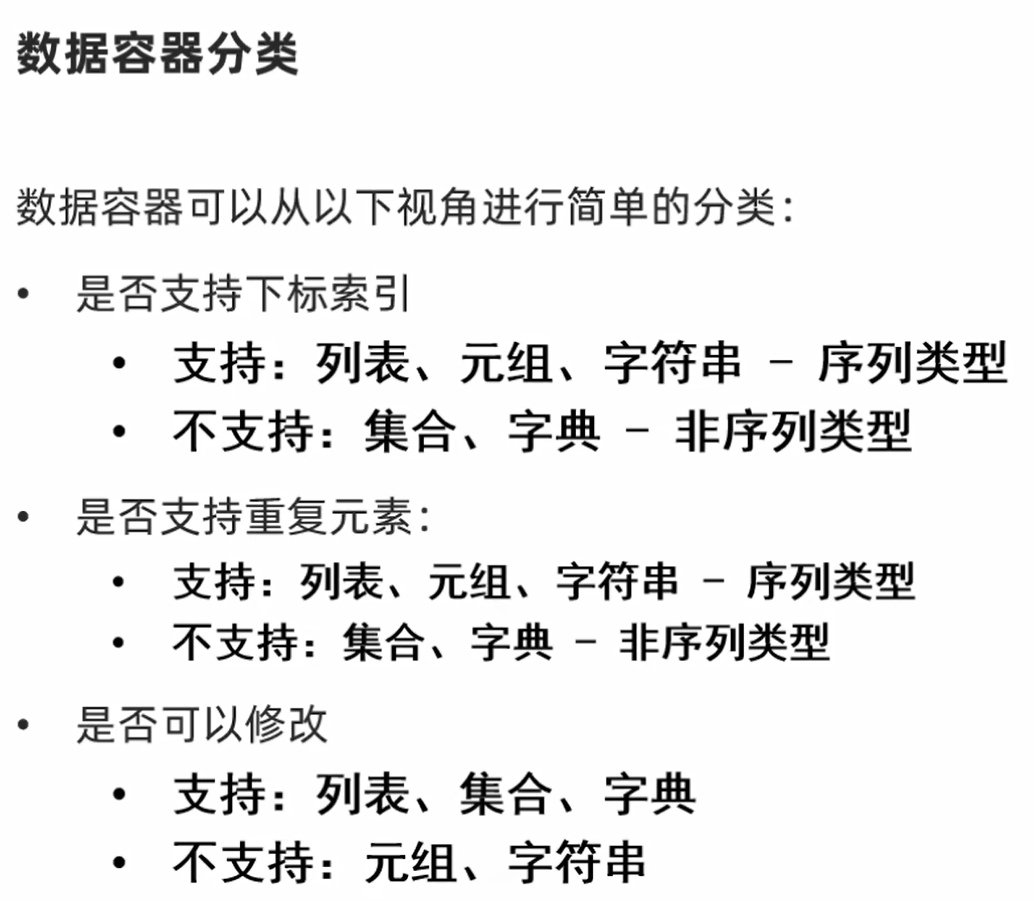 数据容器分类
数据容器可以从以下视角进行简单的分类：
• 是否支持下标索引
• 支持：列表、元组、字符串 - 序列类型
• 不支持：集合、字典 - 非序列类型
• 是否支持重复元素：
• 支持：列表、元组、字符串 - 序列类型
• 不支持：集合、字典 - 非序列类型
• 是否可以修改
• 支持：列表、集合、字典
• 不支持：元组、字符串